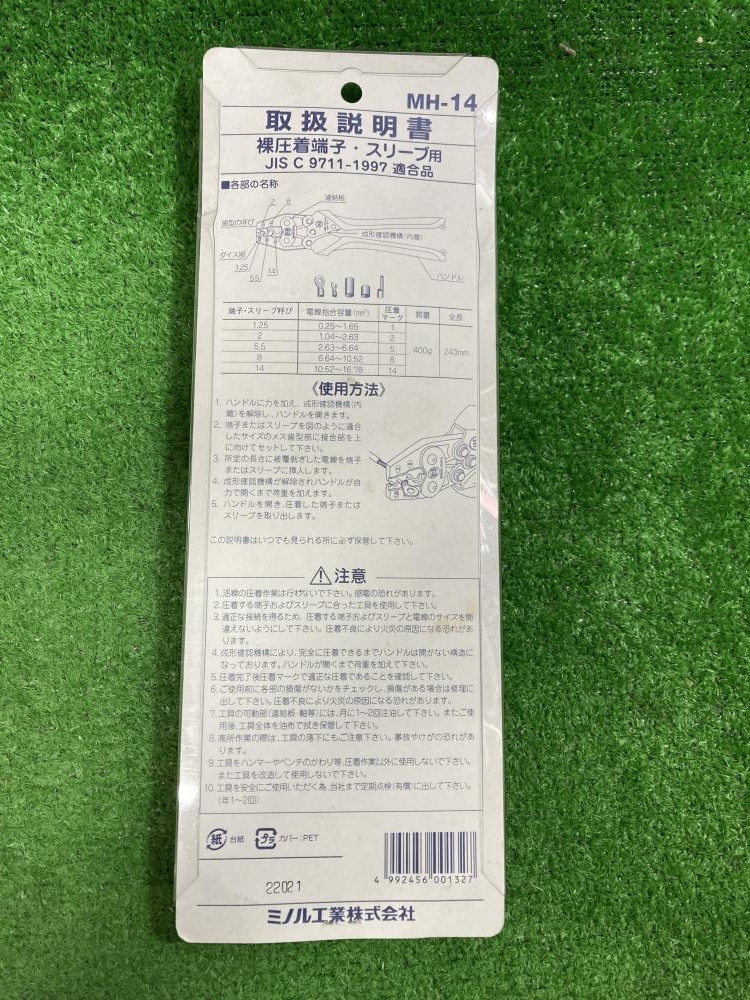 MH-14
取扱説明書
裸圧着端子・スリーブ用
JIS C 9711-1997 適合品
■各部の名称
2 8 連結板
歯型の呼び
成形確認機構(内蔵)
ダイス部
1.25
5.5 14 ハンドル
端子・スリーブ呼び 電線抱合容量(mm²) 圧着マーク 質量 全長
1.25 0.25〜1.65 1
2 1.04〜2.63 2
5.5 2.63〜6.64 5 400g 243mm
8 6.64〜10.52 8
14 10.52〜16.78 14
《使用方法》
1. ハンドルに力を加え、成形確認機構(内
蔵)を解除し、ハンドルを開きます。
2. 端子またはスリーブを図のように適合
したサイズのメス歯型部に接合部を上
に向けてセットして下さい。
3. 所定の長さに被覆剥ぎした電線を端子
またはスリーブに挿入します。
4. 成形確認機構が解除されハンドルが自
力で開くまで荷重を加えます。
5. ハンドルを開き、圧着した端子または
スリーブを取り出します。
この説明書はいつでも見られる所に必ず保管して下さい。
注意
1. 活線の圧着作業は行わないで下さい。感電の恐れがあります。
2. 圧着する端子およびスリーブに合った工具を使用して下さい。
3. 適正な接続を得るため、圧着する端子およびスリーブと電線のサイズを間
違えないようにして下さい。圧着不良により火災の原因になる恐れがあ
ります。
4. 成形確認機構により、完全に圧着できるまでハンドルは開かない構造に
なっております。ハンドルが開くまで荷重を加えて下さい。
5. 圧着完了後圧着マークで適正な圧着であることを確認して下さい。
6. ご使用前に各部の損傷がないかをチェックし、損傷がある場合は修理に
出して下さい。圧着不良により火災の原因になる恐れがあります。
7. 工具の可動部(連結板・軸等)には、月に1〜2回注油して下さい。またご使
用後、工具全体を油布で拭き保管して下さい。
8. 高所作業の際は、工具の落下にもご注意下さい。事故やけがの恐れがあ
ります。
9. 工具をハンマーやペンチのかわり等、圧着作業以外に使用しないで下さい。
また工具を改造して使用しないで下さい。
10. 工具を安全にご使用いただく為、当社まで定期点検(有償)に出して下さい。
(年1〜2回)
紙 台紙 プラ カバー:PET
4 992456 001327
22021
ミノル工業株式会社